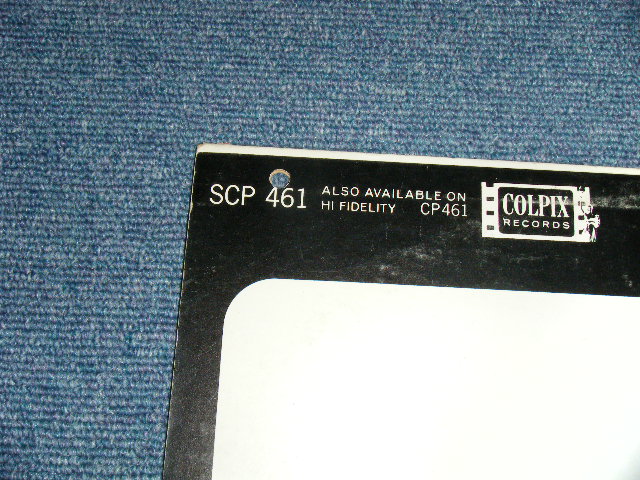 SCP 461
ALSO AVAILABLE ON
HI FIDELITY CP461
COLPIX
RECORDS